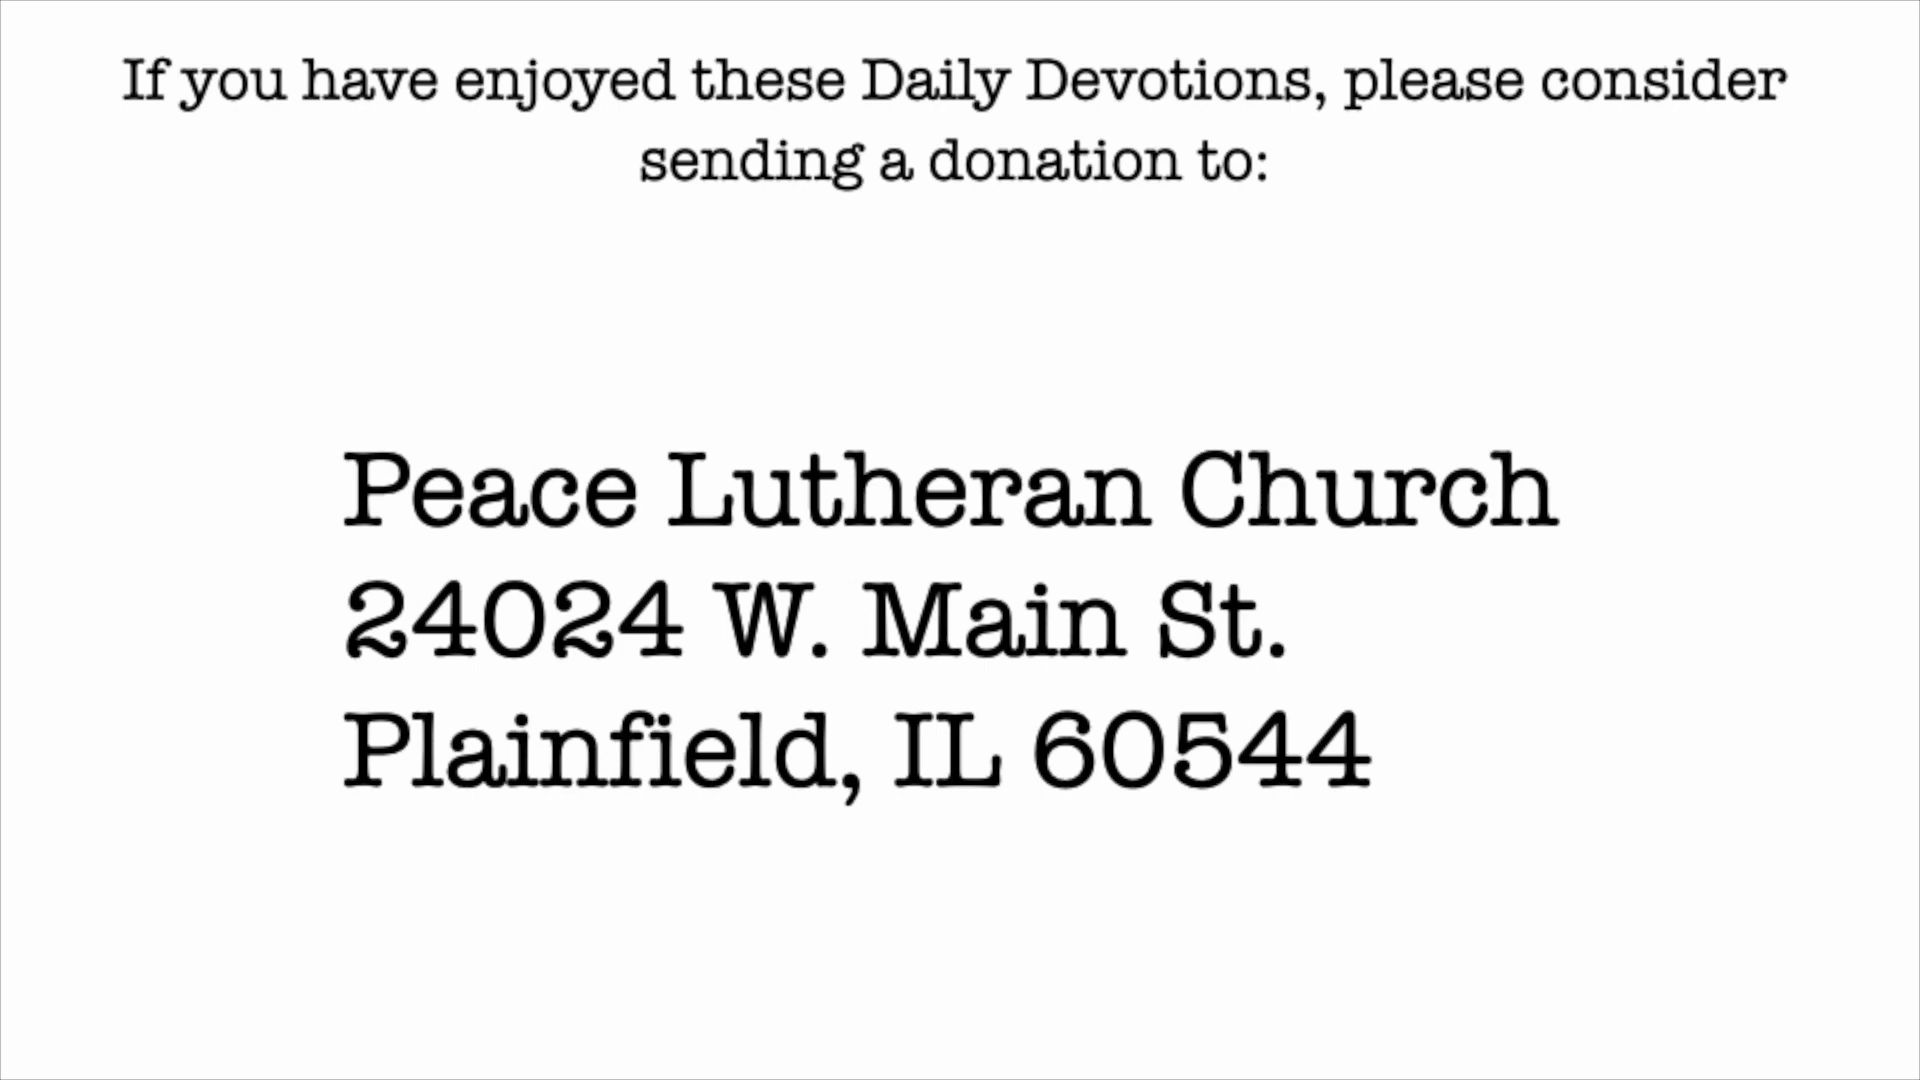 If you have enjoyed these Daily Devotions, please consider
sending a donation to:
Peace Lutheran Church
24024 W. Main St.
Plainfield, IL 60544